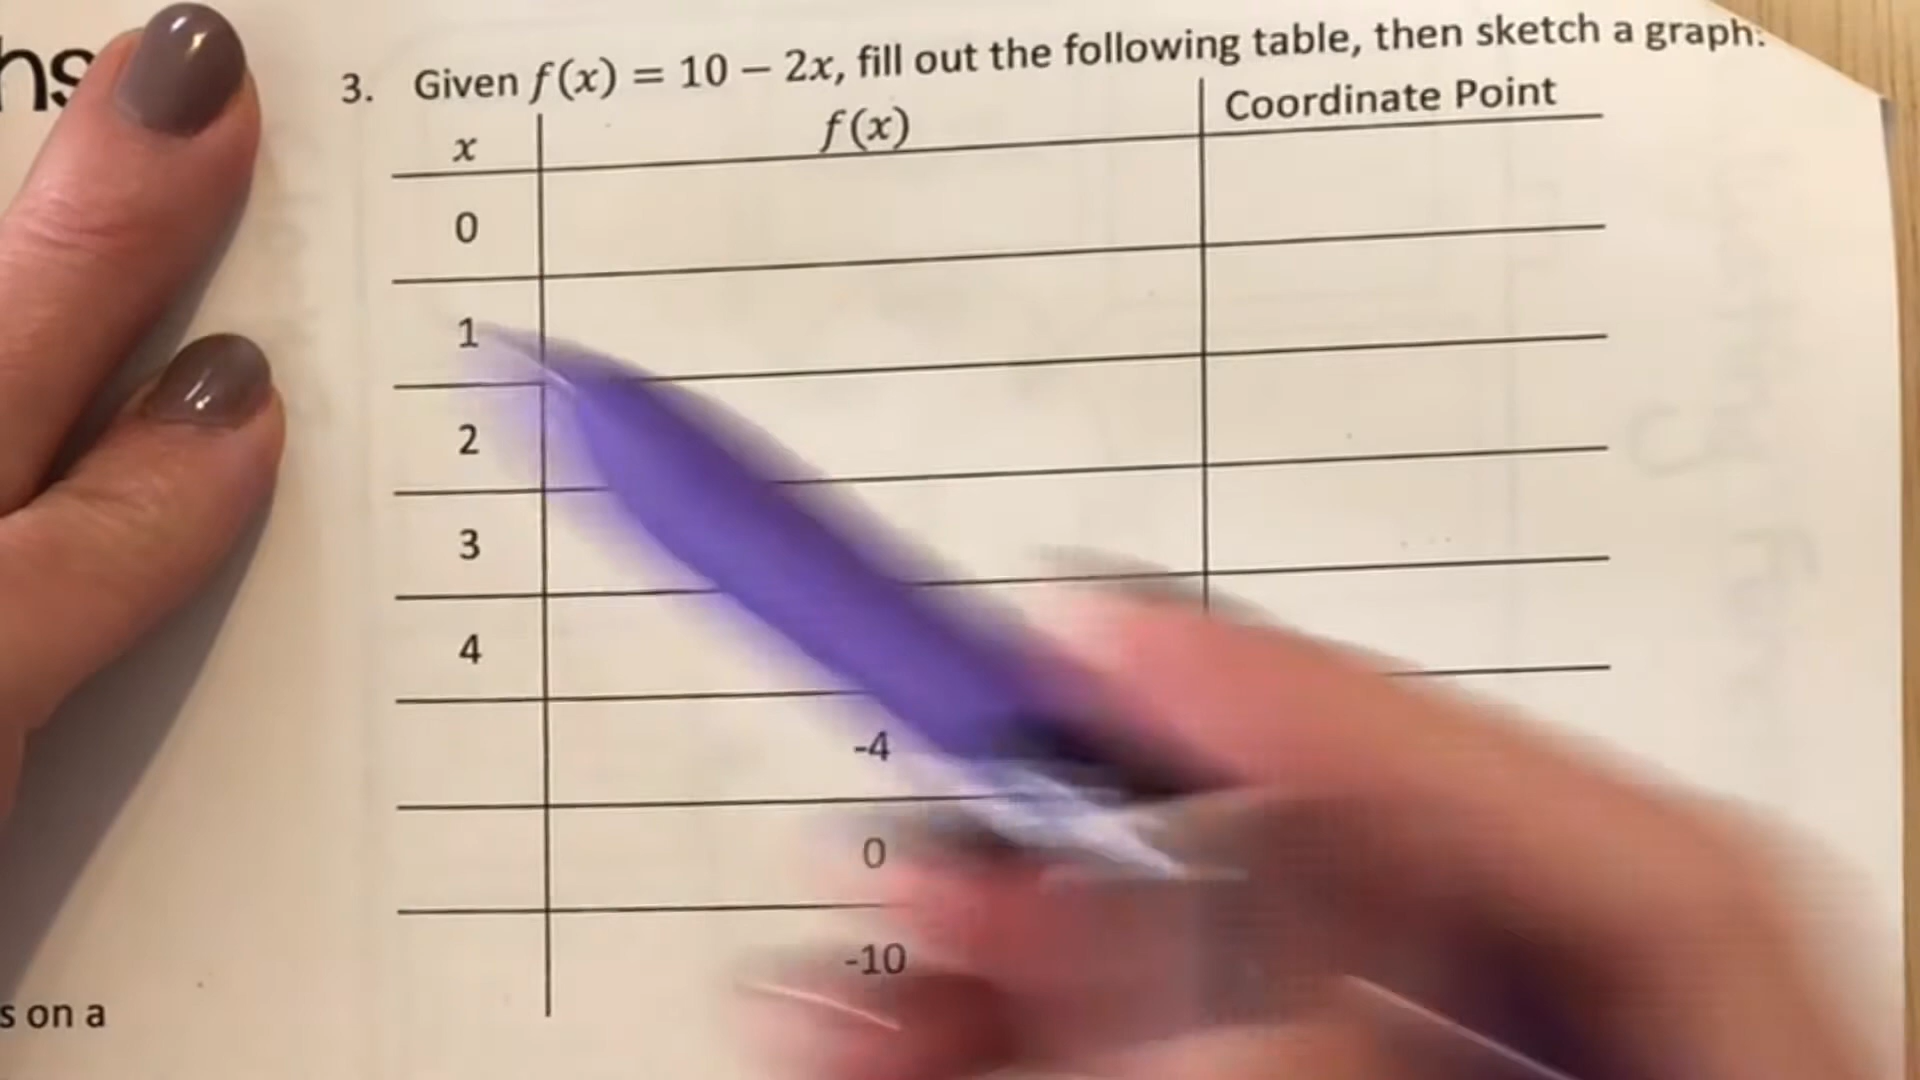 hs
3. Given f(x) = 10 − 2x, fill out the following table, then sketch a graph:
x f(x) Coordinate Point
0
1
2
3
4
-4
0
-10
s on a